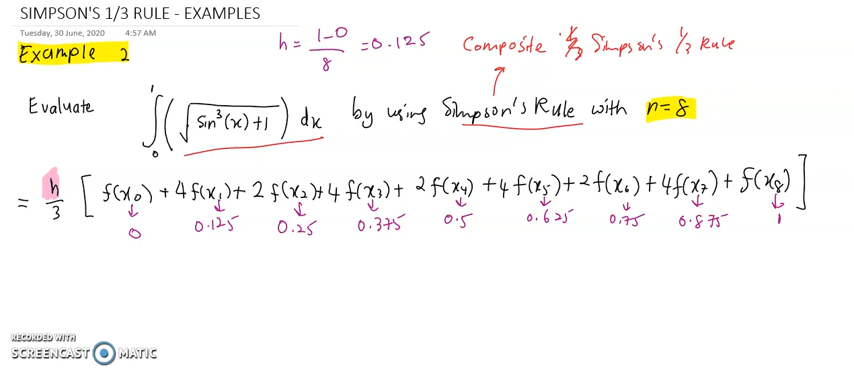 SIMPSON'S 1/3 RULE - EXAMPLES
Tuesday, 30 June, 2020 4:57 AM
Example 2
h = (1-0)/8 = 0.125
Composite Simpson's 1/3 Rule
Evaluate ∫₀¹ (√(sin³(x)+1)) dx by using Simpson's Rule with n=8
= h/3 [ f(x₀) + 4f(x₁) + 2f(x₂) + 4f(x₃) + 2f(x₄) + 4f(x₅) + 2f(x₆) + 4f(x₇) + f(x₈) ]
0 0.125 0.25 0.375 0.5 0.625 0.75 0.875 1
RECORDED WITH
SCREENCAST MATIC